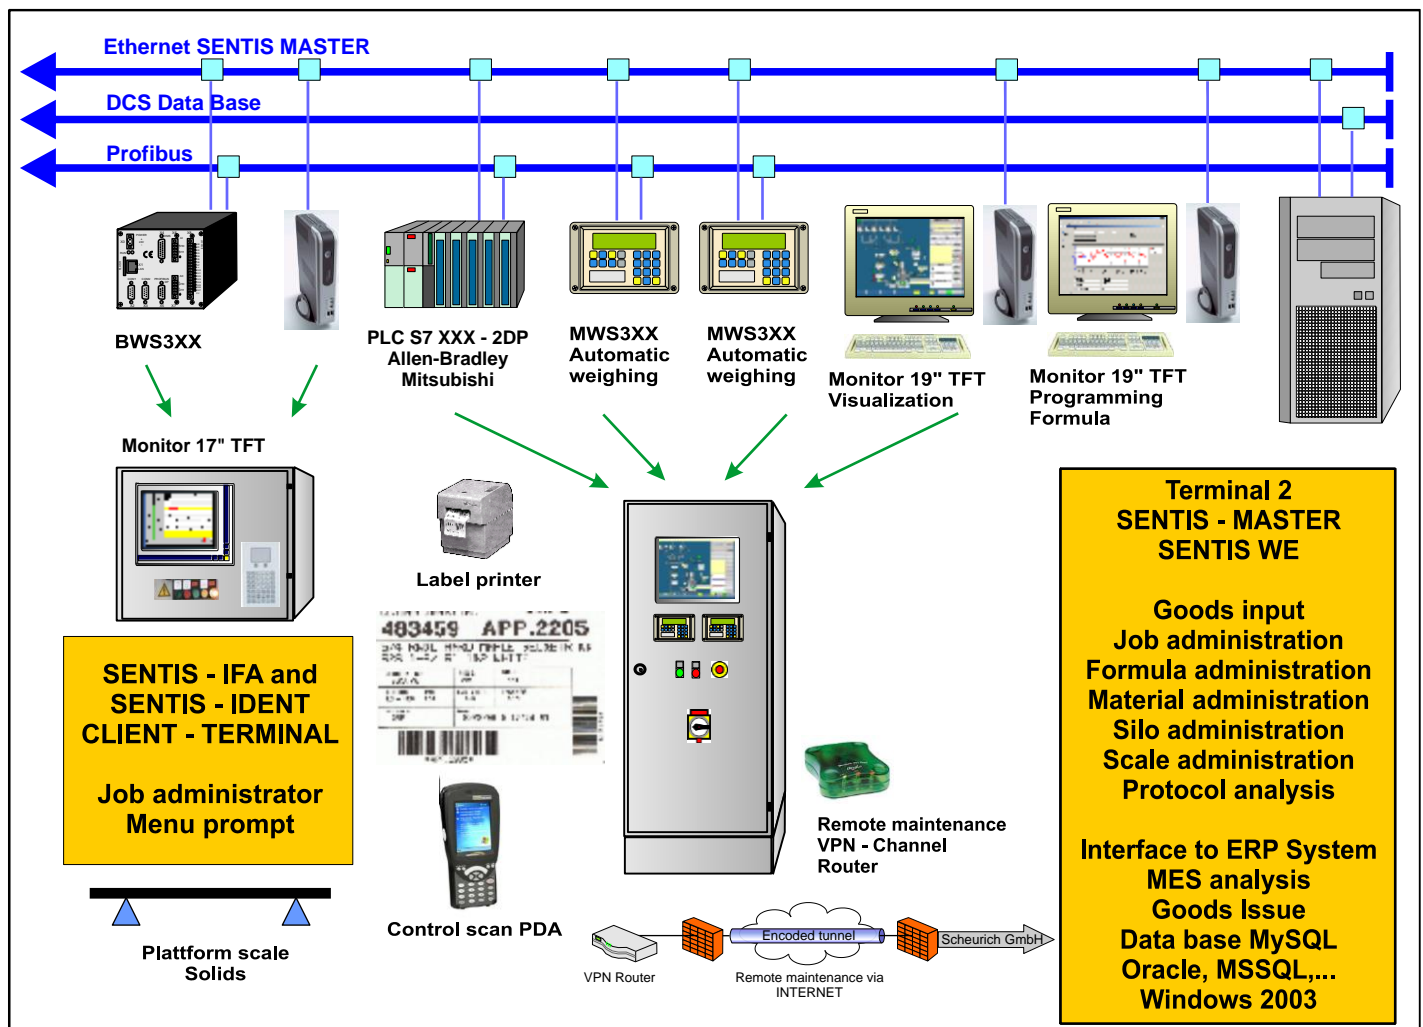 Ethernet SENTIS MASTER
DCS Data Base
Profibus
BWS3XX
PLC S7 XXX - 2DP
Allen-Bradley
Mitsubishi
MWS3XX
Automatic
weighing
MWS3XX
Automatic
weighing
Monitor 19" TFT
Visualization
Monitor 19" TFT
Programming
Formula
Monitor 17" TFT
Label printer
483459 APP.2205
SENTIS - IFA and
SENTIS - IDENT
CLIENT - TERMINAL
Job administrator
Menu prompt
Plattform scale
Solids
Control scan PDA
Remote maintenance
VPN - Channel
Router
VPN Router
Encoded tunnel
Remote maintenance via
INTERNET
Scheurich GmbH
Terminal 2
SENTIS - MASTER
SENTIS WE
Goods input
Job administration
Formula administration
Material administration
Silo administration
Scale administration
Protocol analysis
Interface to ERP System
MES analysis
Goods Issue
Data base MySQL
Oracle, MSSQL,...
Windows 2003